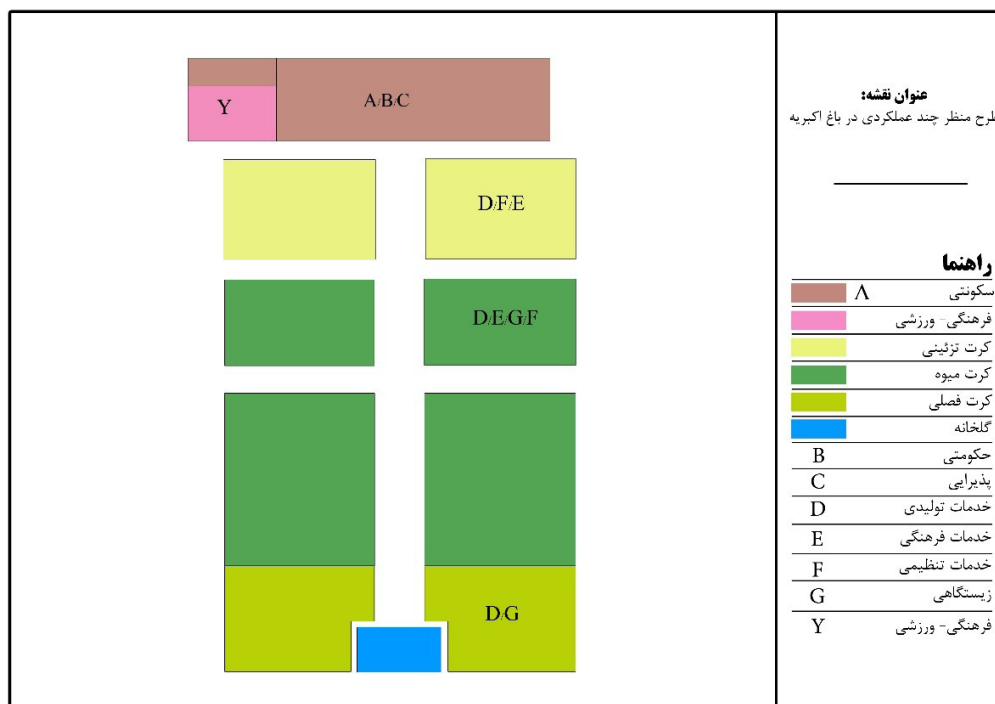 Y
A/B/C
D/F/E
D/E/G/F
D/G
عنوان نقشه:
طرح منظر چند عملکردی در باغ اکبریه
راهنما
سکونتی A
فرهنگی- ورزشی
کرت تزئینی
کرت میوه
کرت فصلی
گلخانه
حکومتی B
پذیرایی C
خدمات تولیدی D
خدمات فرهنگی E
خدمات تنظیمی F
زیستگاهی G
فرهنگی- ورزشی Y